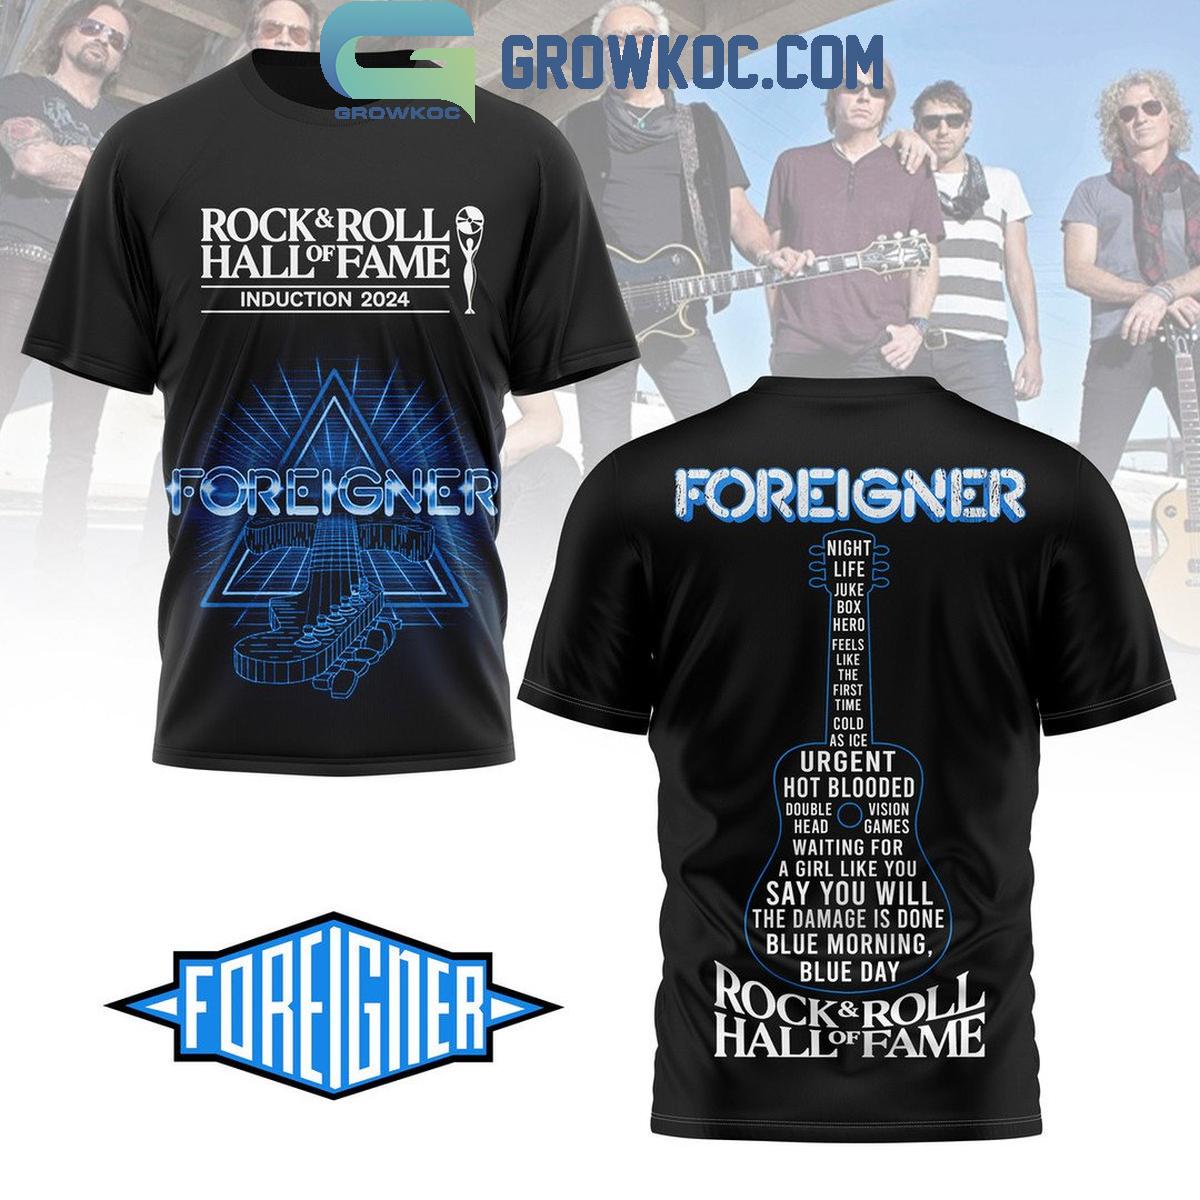 GROWKOC
GROWKOC.COM
ROCK & ROLL
HALL OF FAME
INDUCTION 2024
FOREIGNER
FOREIGNER
NIGHT
LIFE
JUKE
BOX
HERO
FEELS
LIKE
THE
FIRST
TIME
COLD
AS ICE
URGENT
HOT BLOODED
DOUBLE VISION
HEAD GAMES
WAITING FOR
A GIRL LIKE YOU
SAY YOU WILL
THE DAMAGE IS DONE
BLUE MORNING,
BLUE DAY
ROCK & ROLL
HALL OF FAME
FOREIGNER